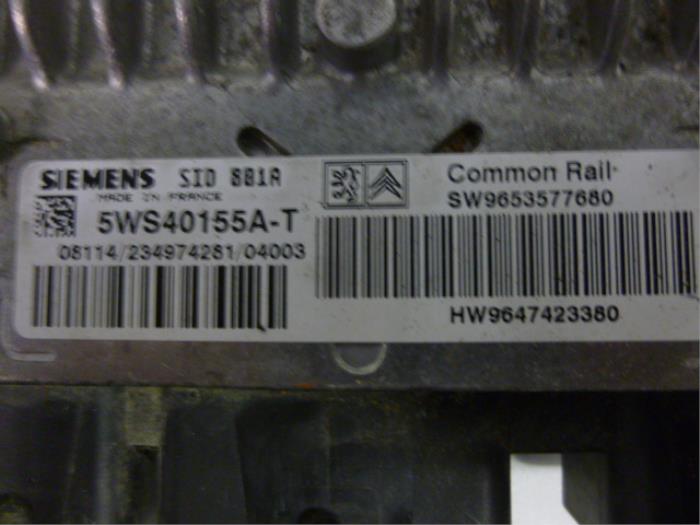 SIEMENS SID 801A
MADE IN FRANCE
5WS40155A-T
08114/234974281/04003
Common Rail
SW9653577680
HW9647423380